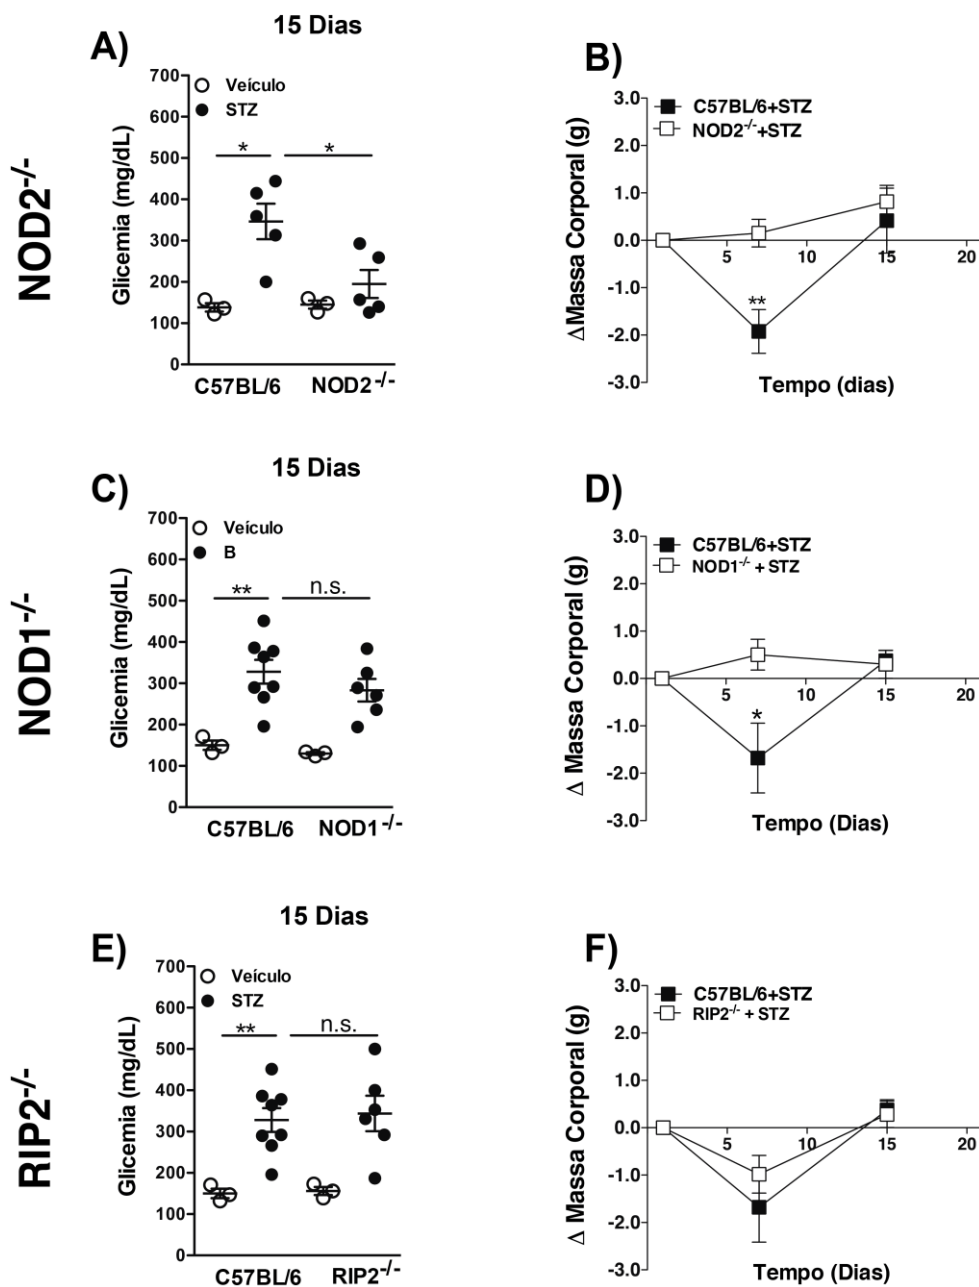 NOD2-/-
A)
15 Dias
Veículo
STZ
*
*
Glicemia (mg/dL)
700
600
500
400
300
200
100
0
C57BL/6
NOD2-/-
B)
C57BL/6+STZ
NOD2-/-+STZ
Δ Massa Corporal (g)
3.0
2.0
1.0
0.0
-1.0
-2.0
-3.0
5
10
15
20
**
Tempo (dias)
NOD1-/-
C)
15 Dias
Veículo
B
**
n.s.
Glicemia (mg/dL)
700
600
500
400
300
200
100
0
C57BL/6
NOD1-/-
D)
C57BL/6+STZ
NOD1-/- + STZ
Δ Massa Corporal (g)
3.0
2.0
1.0
0.0
-1.0
-2.0
-3.0
5
10
15
20
*
Tempo (Dias)
RIP2-/-
E)
15 Dias
Veículo
STZ
**
n.s.
Glicemia (mg/dL)
700
600
500
400
300
200
100
0
C57BL/6
RIP2-/-
F)
C57BL/6+STZ
RIP2-/- + STZ
Δ Massa Corporal (g)
3.0
2.0
1.0
0.0
-1.0
-2.0
-3.0
5
10
15
20
Tempo (Dias)